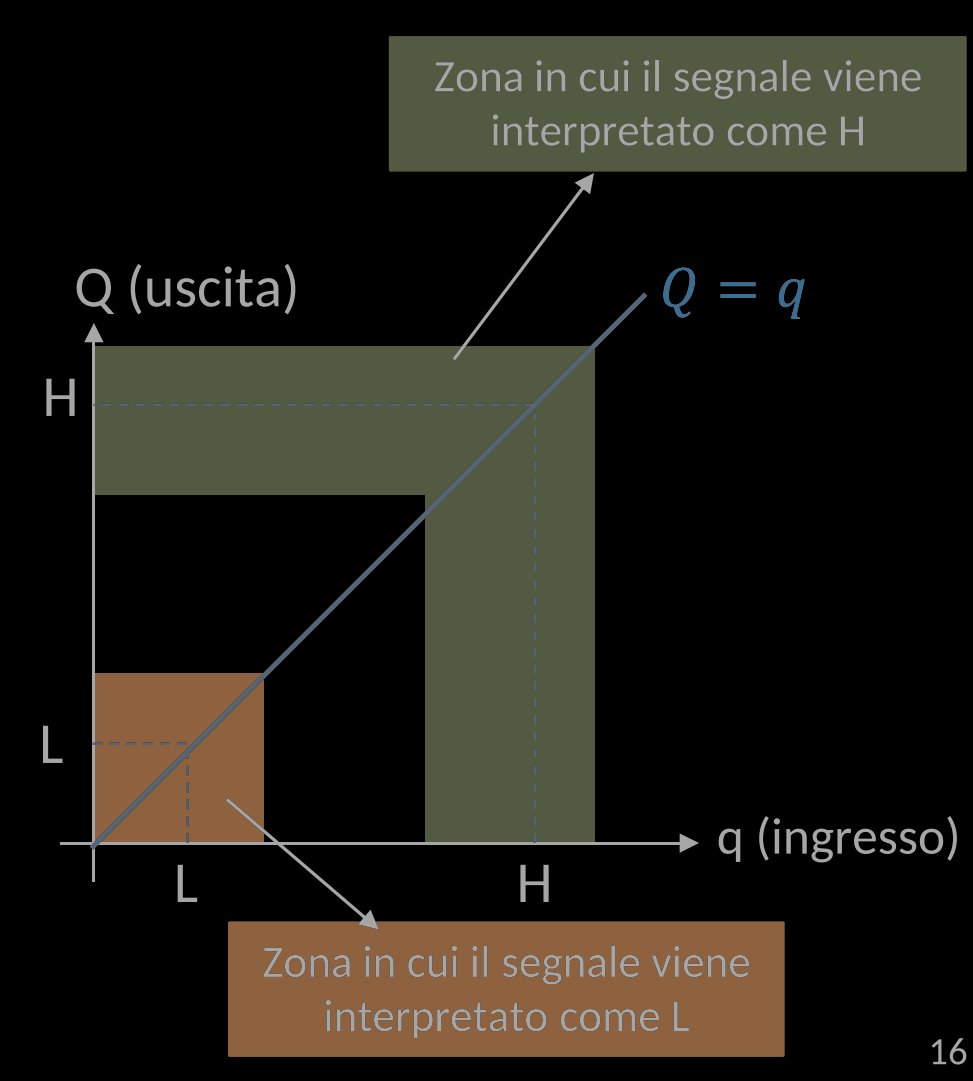 Zona in cui il segnale viene
interpretato come H
Q (uscita)
Q = q
H
L
q (ingresso)
L
H
Zona in cui il segnale viene
interpretato come L
16